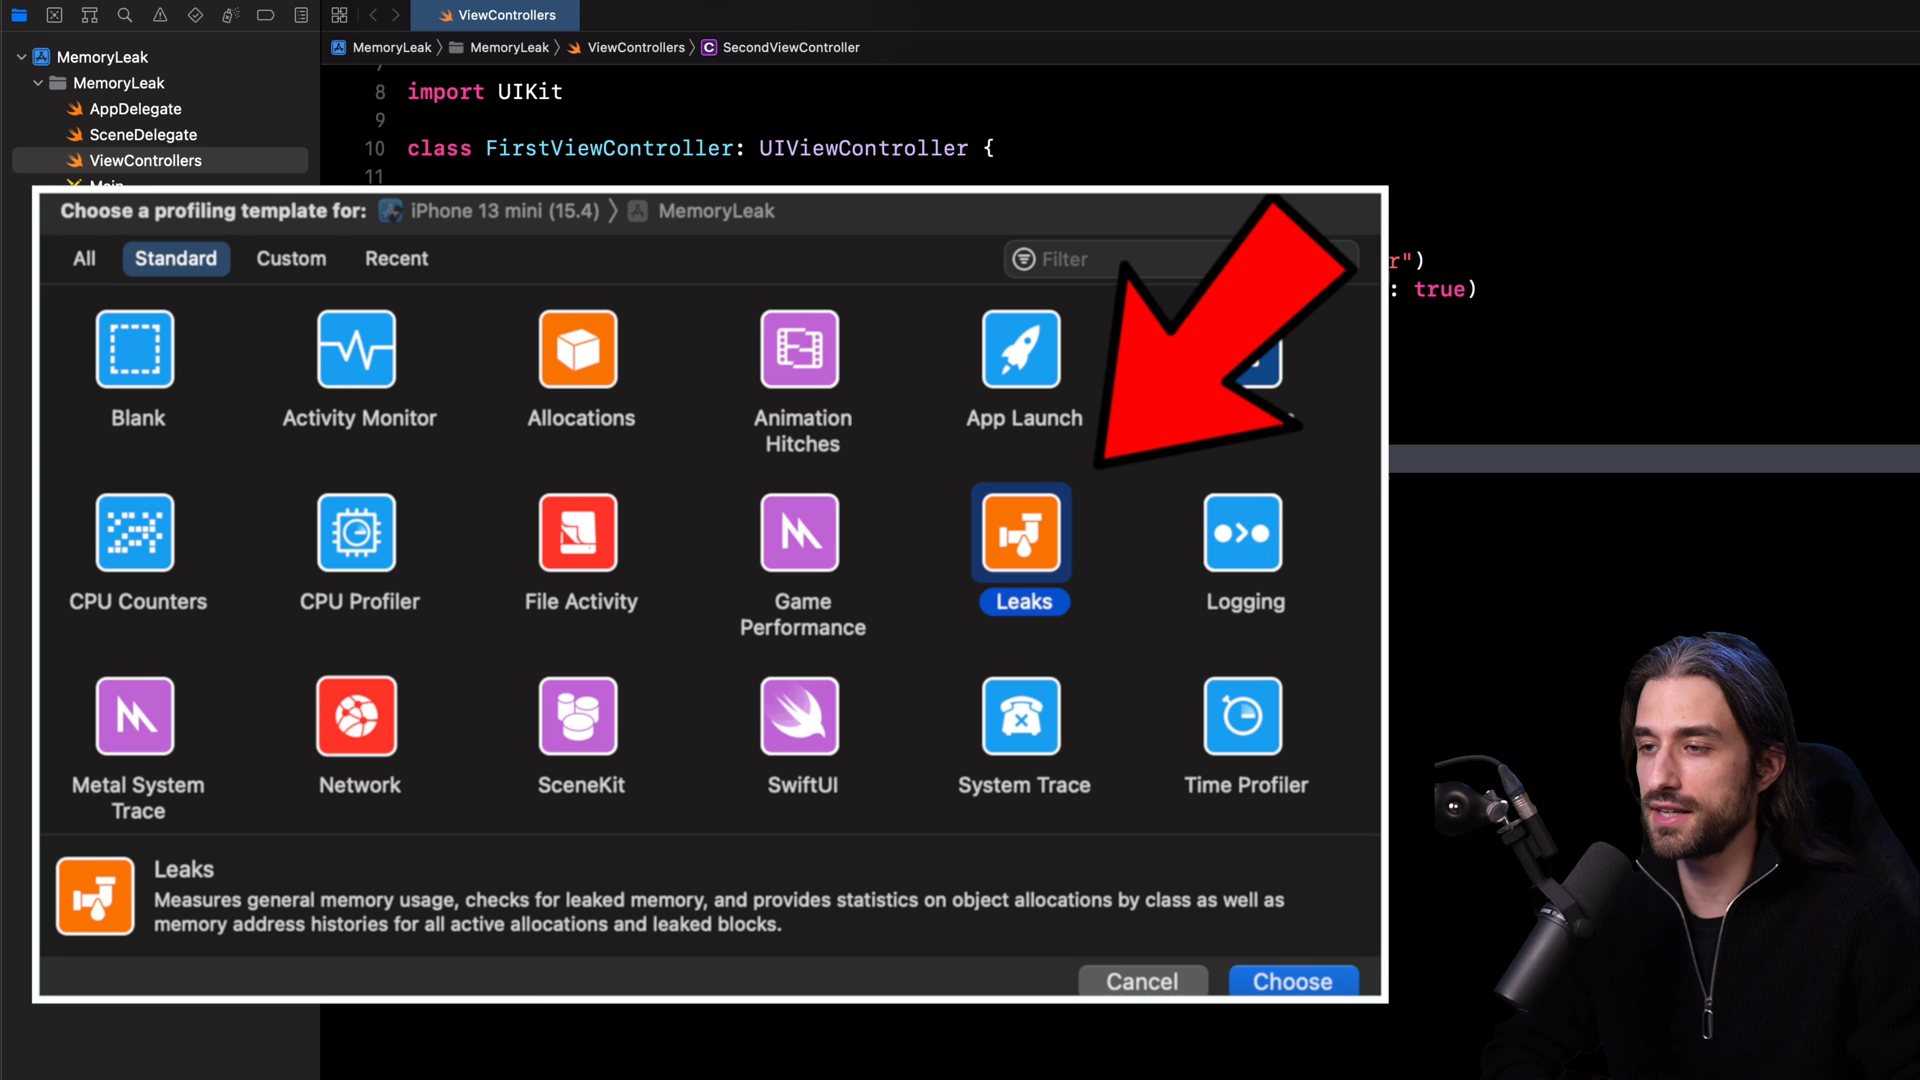 ViewControllers
MemoryLeak
MemoryLeak
AppDelegate
SceneDelegate
ViewControllers
MemoryLeak
MemoryLeak
ViewControllers
C
SecondViewController
8 import UIKit
9
10 class FirstViewController: UIViewController {
11
r")
: true)
Choose a profiling template for: iPhone 13 mini (15.4) MemoryLeak
All Standard Custom Recent
Filter
Blank
Activity Monitor
Allocations
Animation
Hitches
App Launch
CPU Counters
CPU Profiler
File Activity
Game
Performance
Leaks
Logging
Metal System
Trace
Network
SceneKit
SwiftUI
System Trace
Time Profiler
Leaks
Measures general memory usage, checks for leaked memory, and provides statistics on object allocations by class as well as
memory address histories for all active allocations and leaked blocks.
Cancel
Choose